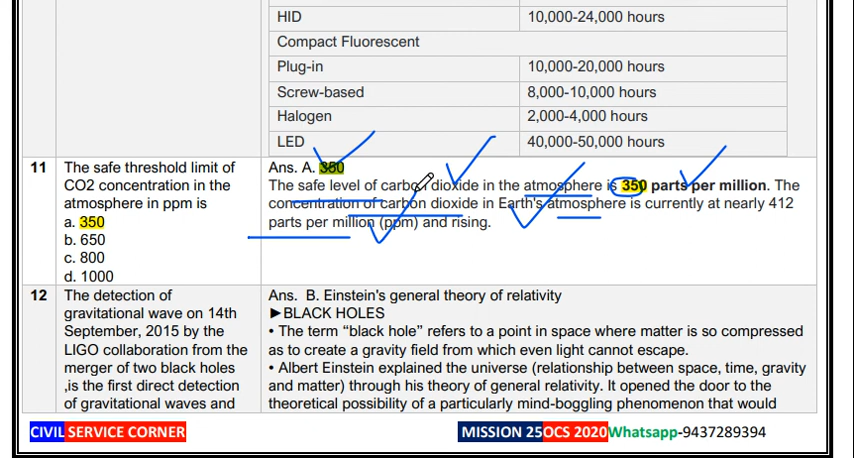 HID 10,000-24,000 hours
Compact Fluorescent
Plug-in 10,000-20,000 hours
Screw-based 8,000-10,000 hours
Halogen 2,000-4,000 hours
LED 40,000-50,000 hours
11
The safe threshold limit of
CO2 concentration in the
atmosphere in ppm is
a. 350
b. 650
c. 800
d. 1000
Ans. A. 350
The safe level of carbon dioxide in the atmosphere is 350 parts per million. The
concentration of carbon dioxide in Earth's atmosphere is currently at nearly 412
parts per million (ppm) and rising.
12
The detection of
gravitational wave on 14th
September, 2015 by the
LIGO collaboration from the
merger of two black holes
,is the first direct detection
of gravitational waves and
Ans. B. Einstein's general theory of relativity
►BLACK HOLES
• The term “black hole” refers to a point in space where matter is so compressed
as to create a gravity field from which even light cannot escape.
• Albert Einstein explained the universe (relationship between space, time, gravity
and matter) through his theory of general relativity. It opened the door to the
theoretical possibility of a particularly mind-boggling phenomenon that would
CIVIL SERVICE CORNER MISSION 25OCS 2020Whatsapp-9437289394